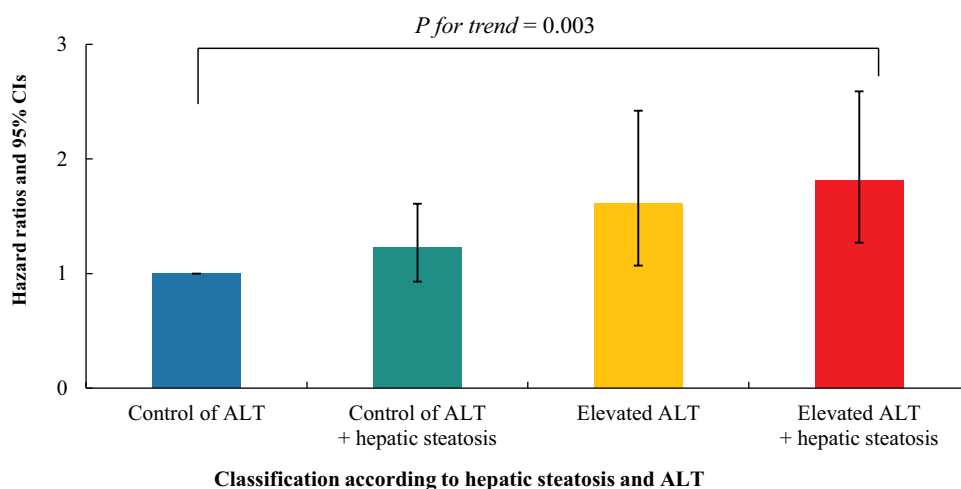 P for trend = 0.003
3
2
1
0
Hazard ratios and 95% CIs
Control of ALT
Control of ALT
+ hepatic steatosis
Elevated ALT
Elevated ALT
+ hepatic steatosis
Classification according to hepatic steatosis and ALT